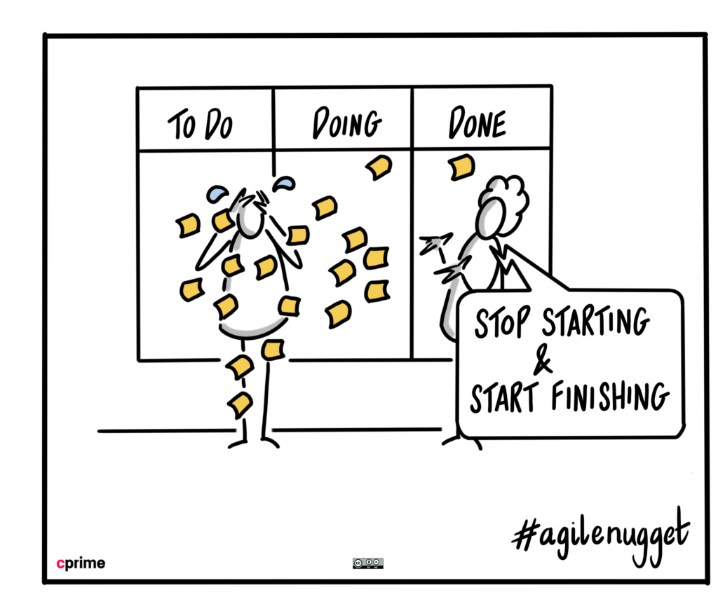 TO DO
DOING
DONE
STOP STARTING
&
START FINISHING
#agilenugget
cprime